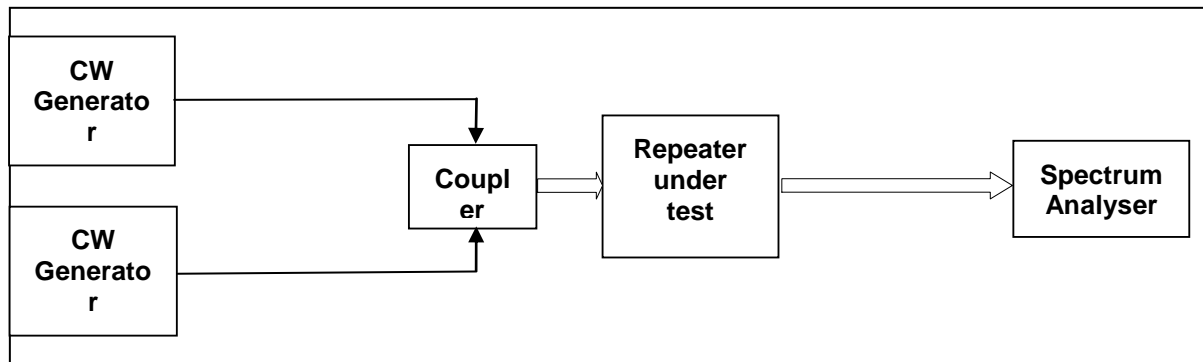 CW
Generato
r
CW
Generato
r
Coupl
er
Repeater
under
test
Spectrum
Analyser